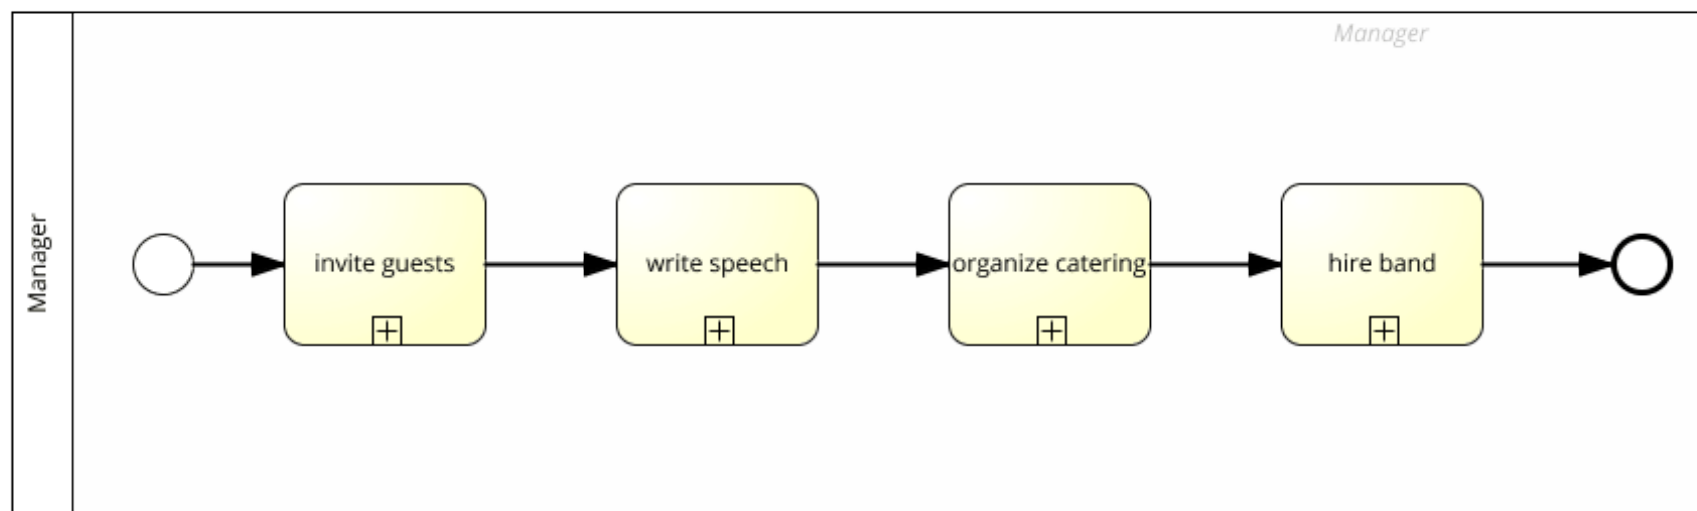 Manager
Manager
invite guests
write speech
organize catering
hire band